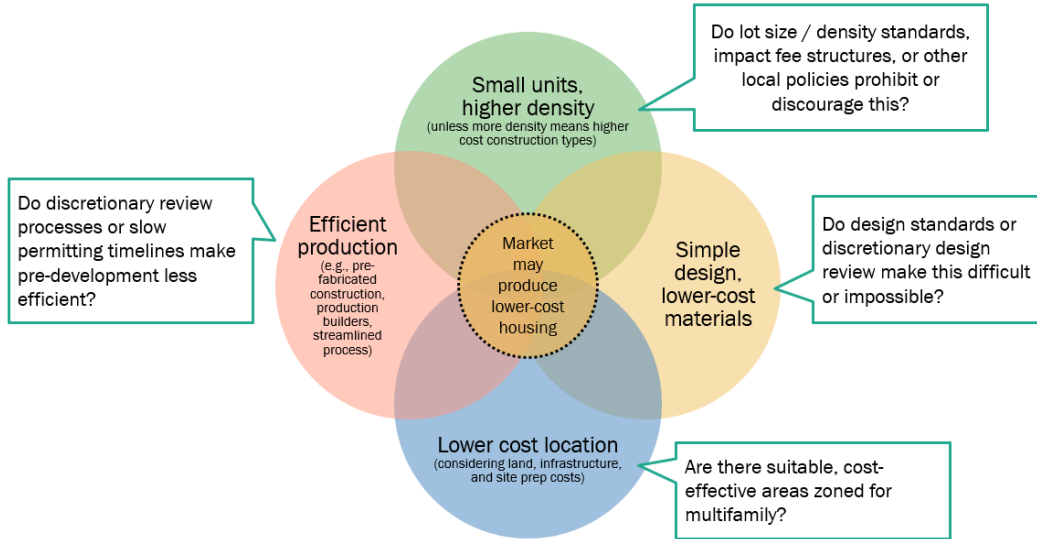 Do lot size / density standards,
impact fee structures, or other
local policies prohibit or
discourage this?
Small units,
higher density
(unless more density means higher
cost construction types)
Do discretionary review
processes or slow
permitting timelines make
pre-development less
efficient?
Efficient
production
(e.g., pre-
fabricated
construction,
production
builders,
streamlined
process)
Market
may
produce
lower-cost
housing
Simple
design,
lower-cost
materials
Do design standards or
discretionary design
review make this difficult
or impossible?
Lower cost location
(considering land, infrastructure,
and site prep costs)
Are there suitable, cost-
effective areas zoned for
multifamily?